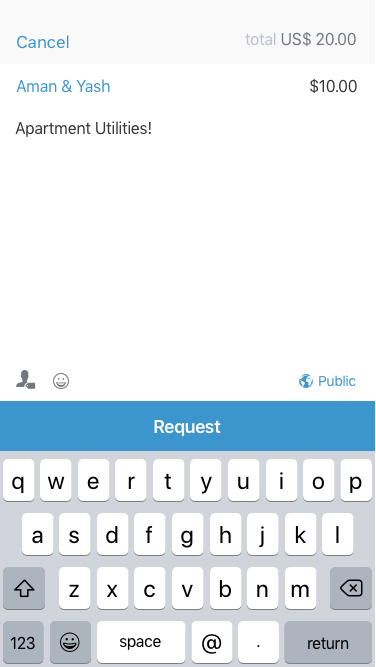 Cancel total US$ 20.00
Aman & Yash $10.00
Apartment Utilities!
Public
Request
q w e r t y u i o p
a s d f g h j k l
z x c v b n m
123 space @ . return